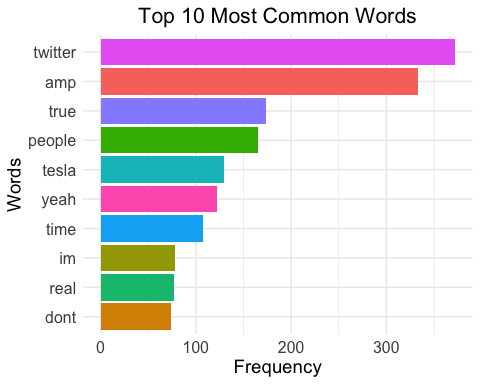 Top 10 Most Common Words
twitter
amp
true
people
tesla
yeah
time
im
real
dont
Words
0 100 200 300
Frequency